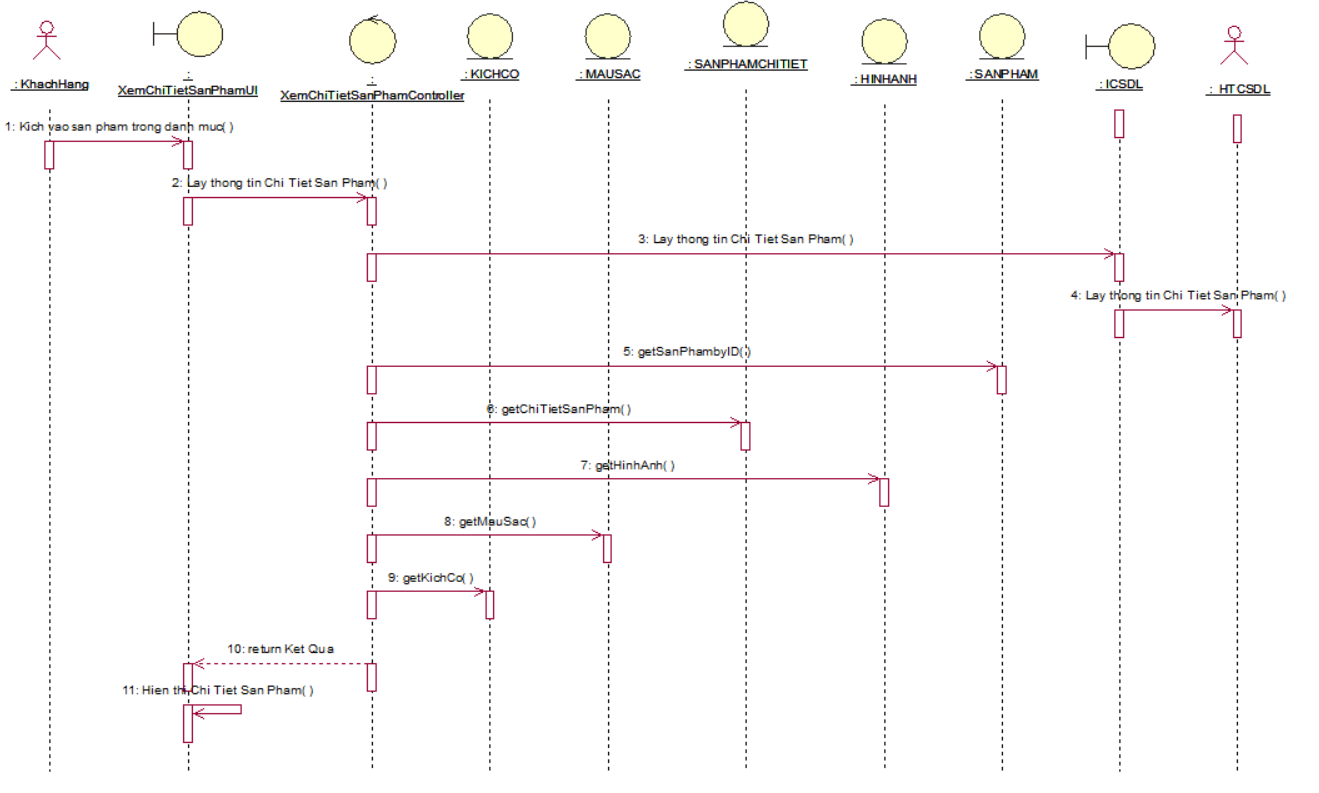 : KhachHang
:
XemChiTietSanPhamUI
:
XemChiTietSanPhamController
: KICHCO
: MAUSAC
: SANPHAMCHITIET
: HINHANH
: SANPHAM
: ICSDL
: HTCSDL
1: Kich vao san pham trong danh muc( )
2: Lay thong tin Chi Tiet San Pham( )
3: Lay thong tin Chi Tiet San Pham( )
4: Lay thong tin Chi Tiet San Pham( )
5: getSanPhambyID( )
6: getChiTietSanPham( )
7: getHinhAnh( )
8: getMauSac( )
9: getKichCo( )
10: return Ket Qua
11: Hien thi Chi Tiet San Pham( )